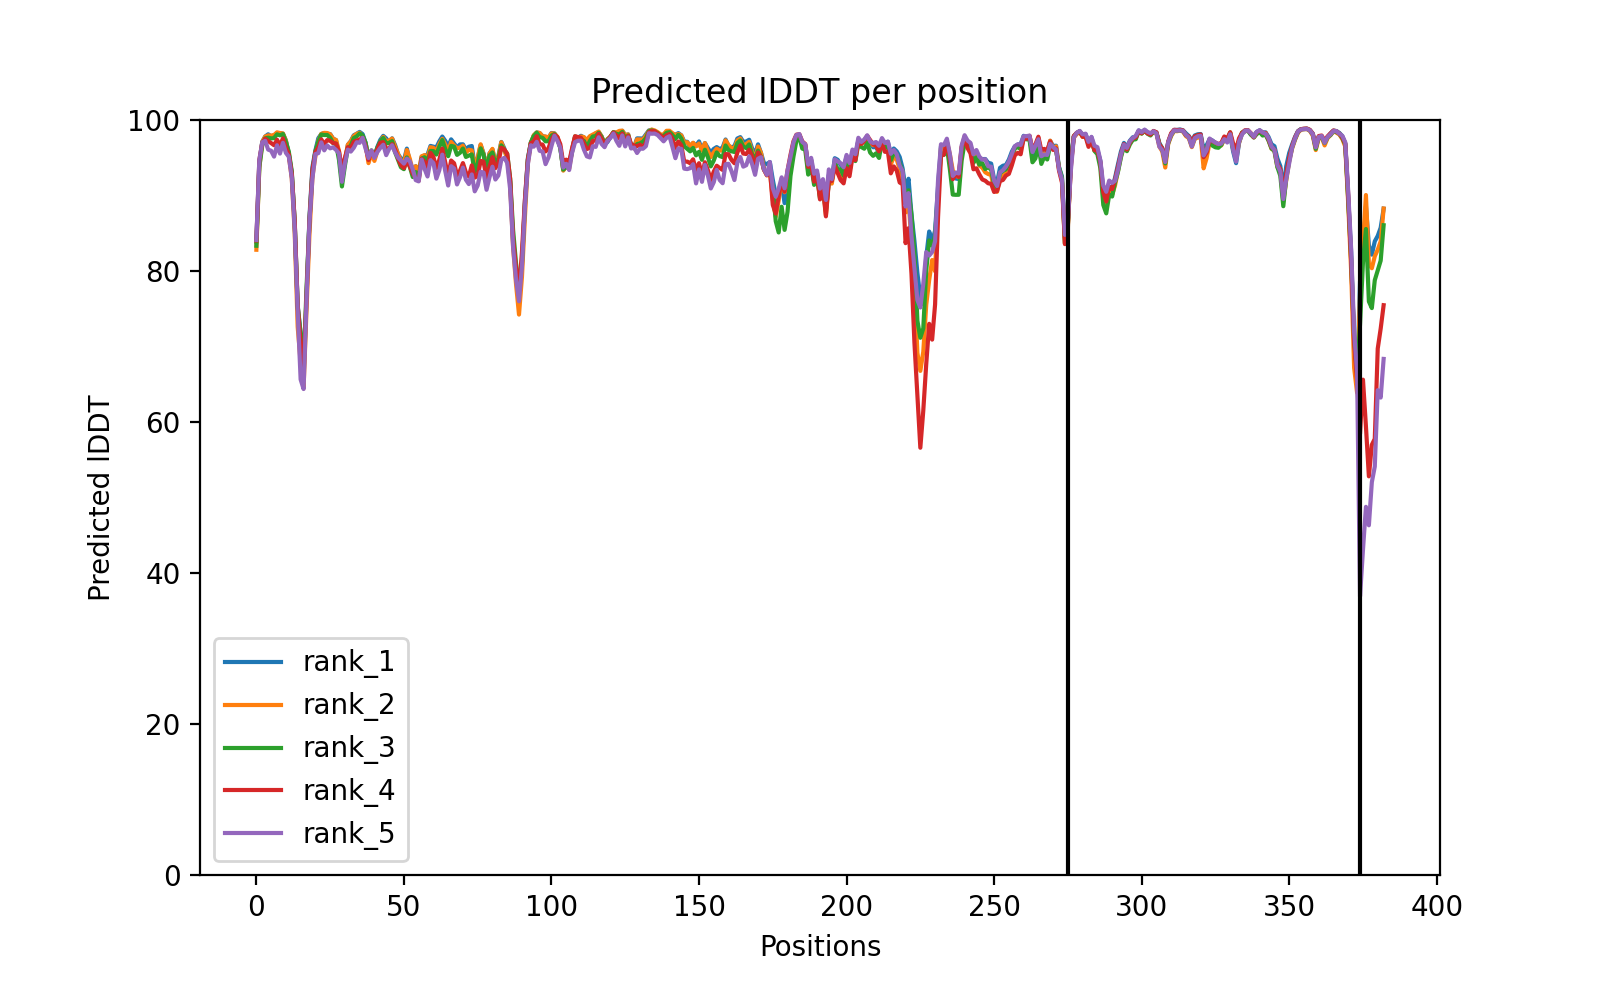 Predicted lDDT per position
100
80
60
40
20
0
Predicted lDDT
rank_1
rank_2
rank_3
rank_4
rank_5
0 50 100 150 200 250 300 350 400
Positions